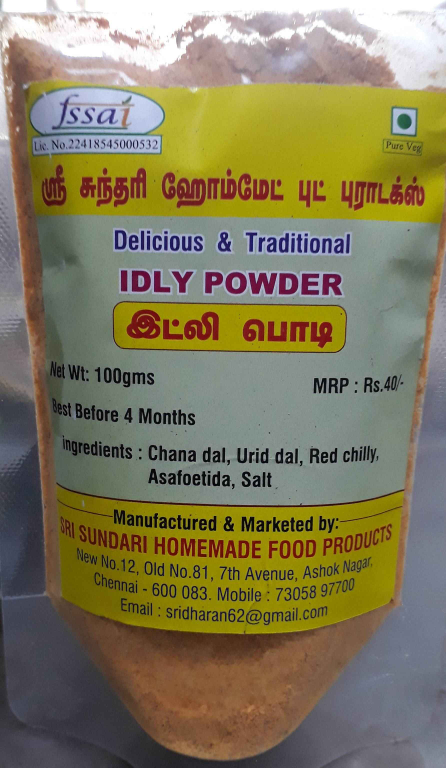 fssai
Lic. No.22418545000532
Pure Veg
ஸ்ரீ சுந்தரி ஹோம்மேட் புட் புராடக்ஸ்
Delicious & Traditional
IDLY POWDER
இட்லி பொடி
Net Wt: 100gms
MRP : Rs.40/-
Best Before 4 Months
ingredients : Chana dal, Urid dal, Red chilly,
Asafoetida, Salt
Manufactured & Marketed by:
SRI SUNDARI HOMEMADE FOOD PRODUCTS
New No.12, Old No.81, 7th Avenue, Ashok Nagar,
Chennai - 600 083. Mobile : 73058 97700
Email : sridharan62@gmail.com